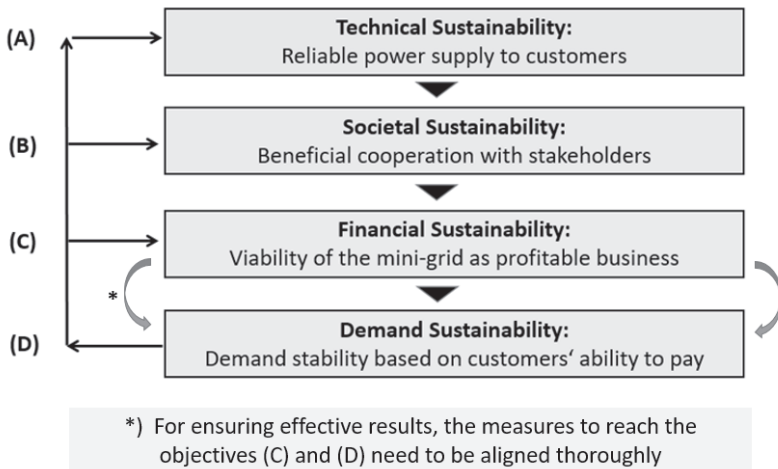 (A)
Technical Sustainability:
Reliable power supply to customers
(B)
Societal Sustainability:
Beneficial cooperation with stakeholders
(C)
Financial Sustainability:
Viability of the mini-grid as profitable business
*
(D)
Demand Sustainability:
Demand stability based on customers‘ ability to pay
*) For ensuring effective results, the measures to reach the
objectives (C) and (D) need to be aligned thoroughly